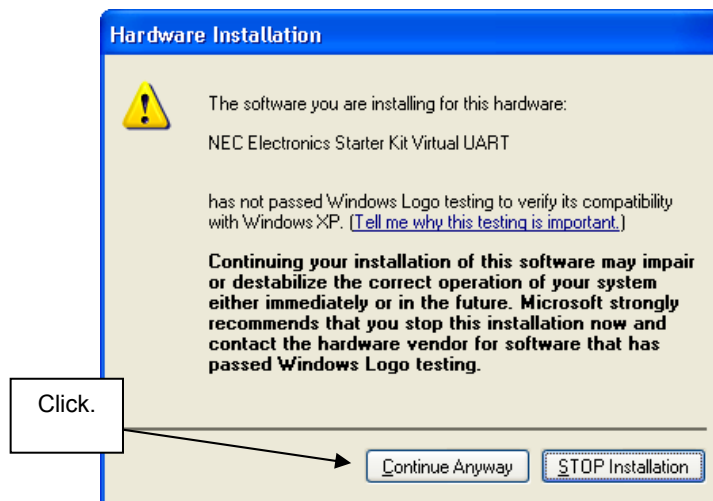 Hardware Installation
The software you are installing for this hardware:
NEC Electronics Starter Kit Virtual UART
has not passed Windows Logo testing to verify its compatibility
with Windows XP. (Tell me why this testing is important.)
Continuing your installation of this software may impair
or destabilize the correct operation of your system
either immediately or in the future. Microsoft strongly
recommends that you stop this installation now and
contact the hardware vendor for software that has
passed Windows Logo testing.
Click.
Continue Anyway
STOP Installation